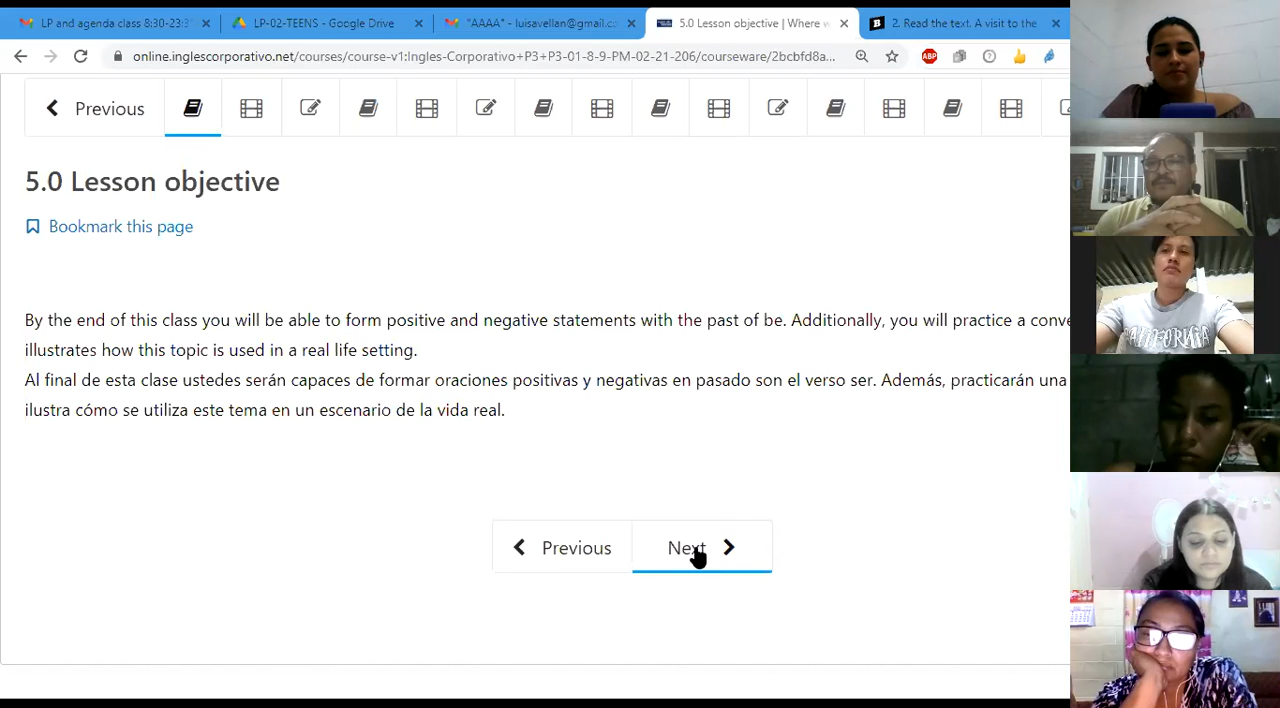 LP and agenda class 8:30-23:3
LP-02-TEENS - Google Drive
"AAAA" - luisavellan@gmail.co
5.0 Lesson objective | Where w
2. Read the text. A visit to the
online.inglescorporativo.net/courses/course-v1:Ingles-Corporativo+P3+P3-01-8-9-PM-02-21-206/courseware/2bcbfd8a...
ABP
Previous
5.0 Lesson objective
Bookmark this page
By the end of this class you will be able to form positive and negative statements with the past of be. Additionally, you will practice a conve
illustrates how this topic is used in a real life setting.
Al final de esta clase ustedes serán capaces de formar oraciones positivas y negativas en pasado son el verso ser. Además, practicarán una
ilustra cómo se utiliza este tema en un escenario de la vida real.
Previous
Next